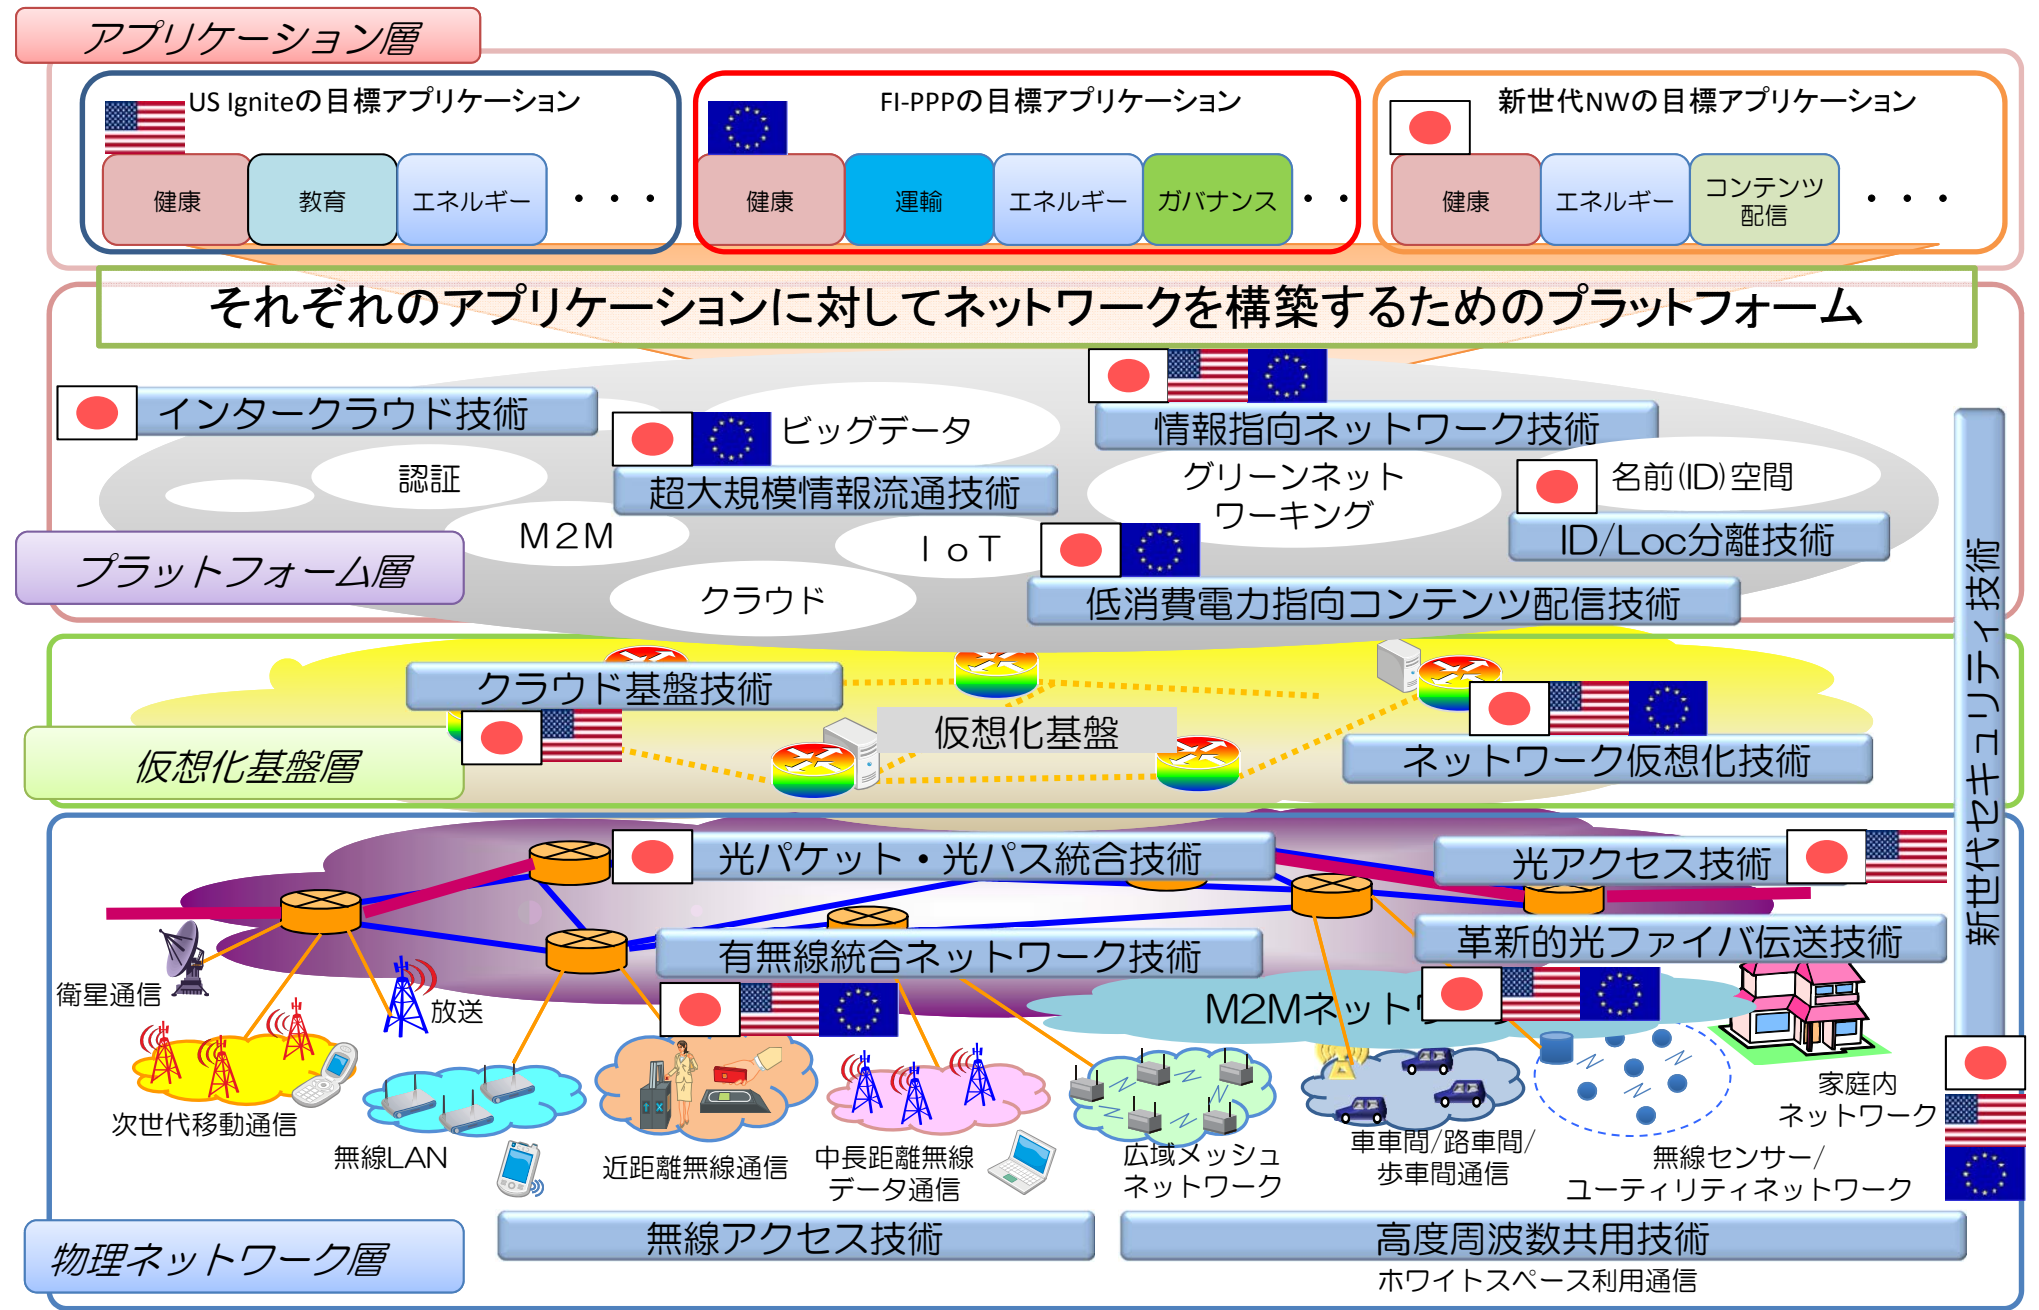 アプリケーション層
US Igniteの目標アプリケーション
健康
教育
エネルギー
・・・
FI-PPPの目標アプリケーション
健康
運輸
エネルギー
ガバナンス
・・
新世代NWの目標アプリケーション
健康
エネルギー
コンテンツ
配信
・・・
それぞれのアプリケーションに対してネットワークを構築するためのプラットフォーム
インタークラウド技術
ビッグデータ
情報指向ネットワーク技術
認証
超大規模情報流通技術
グリーンネット
ワーキング
名前(ID)空間
M2M
IoT
ID/Loc分離技術
プラットフォーム層
クラウド
低消費電力指向コンテンツ配信技術
新世代セキュリティ技術
クラウド基盤技術
仮想化基盤
仮想化基盤層
ネットワーク仮想化技術
光パケット・光パス統合技術
光アクセス技術
有無線統合ネットワーク技術
革新的光ファイバ伝送技術
衛星通信
放送
M2Mネットワ
次世代移動通信
無線LAN
近距離無線通信
中長距離無線
データ通信
広域メッシュ
ネットワーク
車車間/路車間/
歩車間通信
無線センサー/
ユーティリティネットワーク
家庭内
ネットワーク
無線アクセス技術
高度周波数共用技術
ホワイトスペース利用通信
物理ネットワーク層